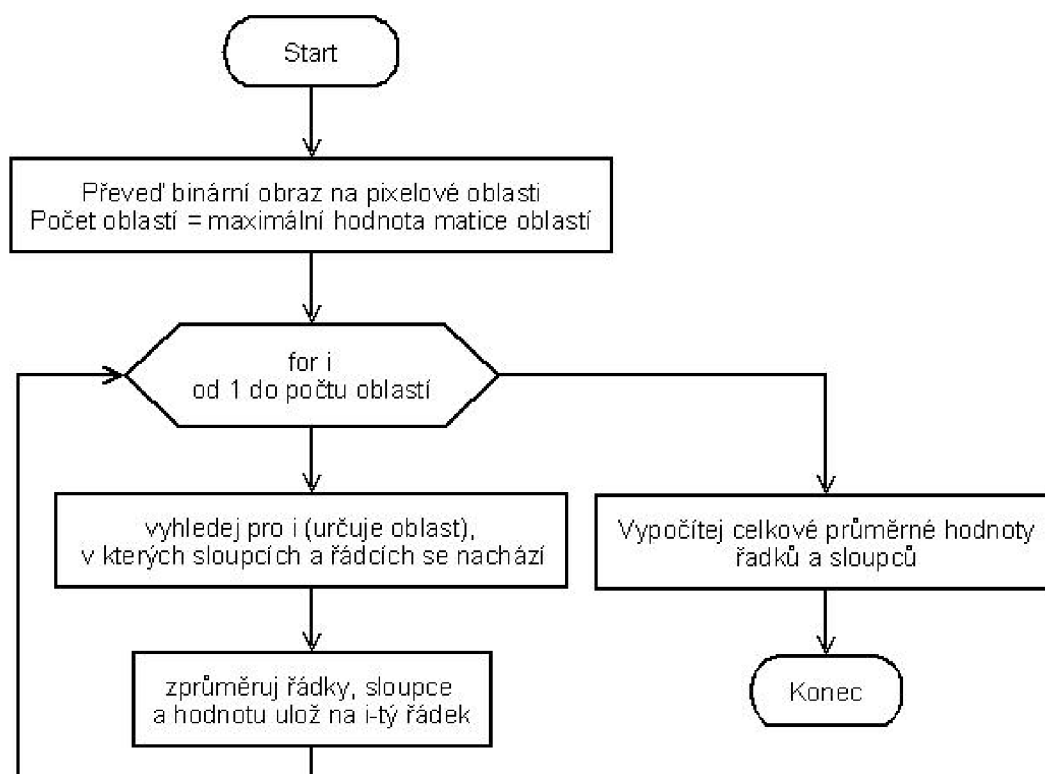 Start
Převeď binární obraz na pixelové oblasti
Počet oblastí = maximální hodnota matice oblastí
for i
od 1 do počtu oblastí
vyhledej pro i (určuje oblast),
v kterých sloupcích a řádcích se nachází
zprůměruj řádky, sloupce
a hodnotu ulož na i-tý řádek
Vypočítej celkové průměrné hodnoty
řadků a sloupců
Konec